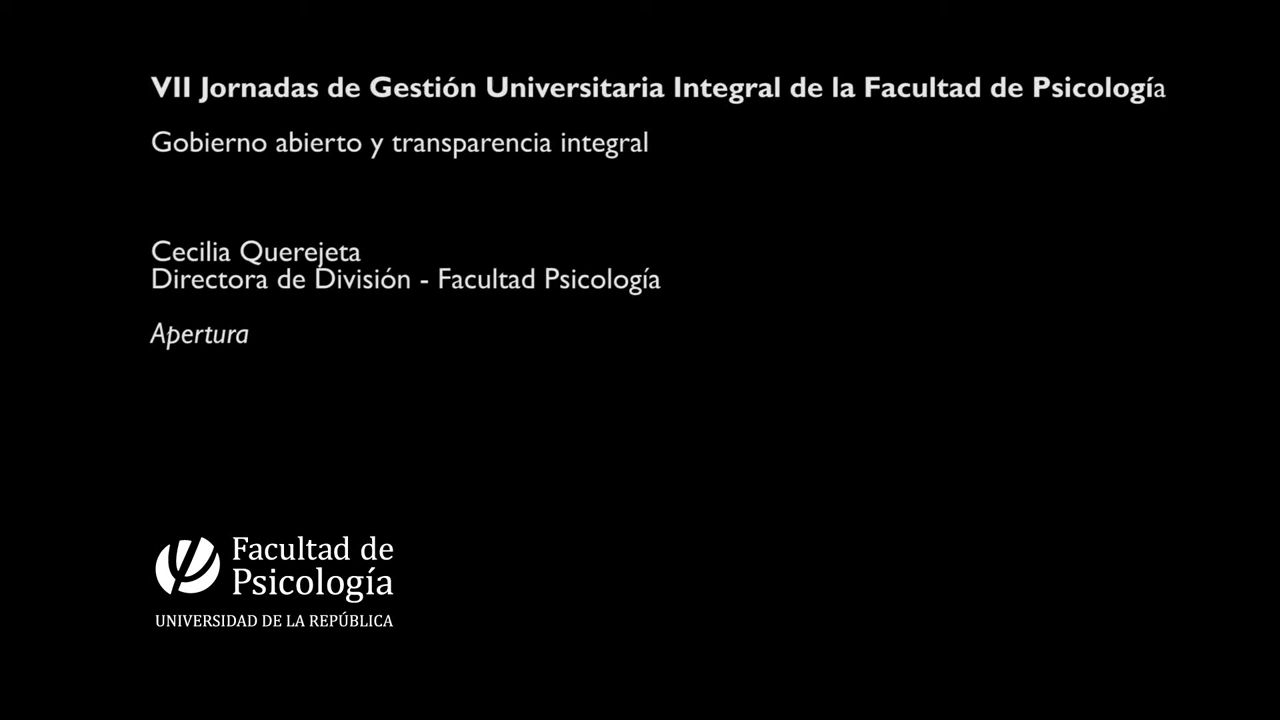 VII Jornadas de Gestión Universitaria Integral de la Facultad de Psicología
Gobierno abierto y transparencia integral
Cecilia Querejeta
Directora de División - Facultad Psicología
Apertura
Facultad de
Psicología
UNIVERSIDAD DE LA REPÚBLICA